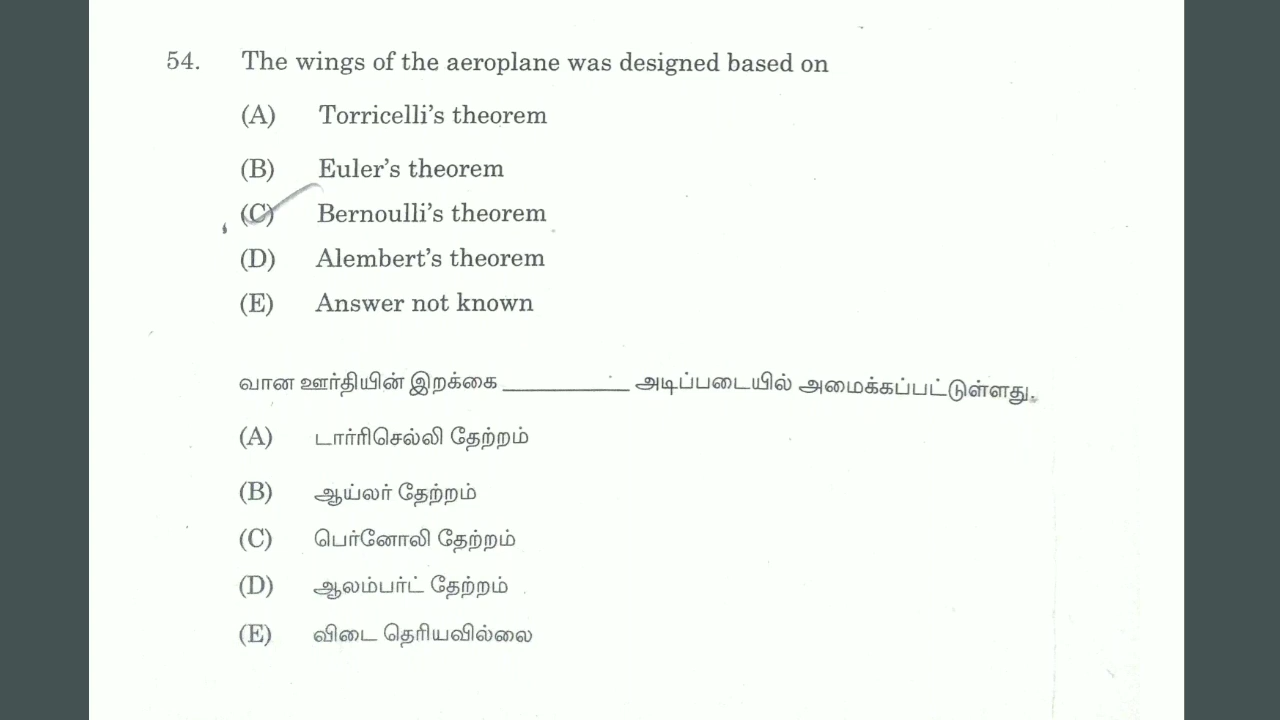 54. The wings of the aeroplane was designed based on
(A) Torricelli's theorem
(B) Euler's theorem
(C) Bernoulli's theorem
(D) Alembert's theorem
(E) Answer not known
வான ஊர்தியின் இறக்கை __________ அடிப்படையில் அமைக்கப்பட்டுள்ளது.
(A) டார்ரிசெல்லி தேற்றம்
(B) ஆய்லர் தேற்றம்
(C) பெர்னோலி தேற்றம்
(D) ஆலம்பர்ட் தேற்றம்
(E) விடை தெரியவில்லை